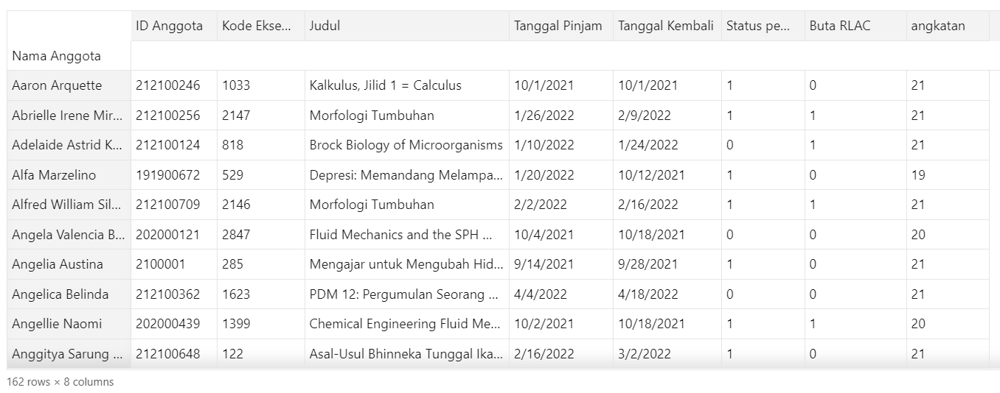 ID Anggota Kode Ekse... Judul Tanggal Pinjam Tanggal Kembali Status pe... Buta RLAC angkatan
Nama Anggota
Aaron Arquette 212100246 1033 Kalkulus, Jilid 1 = Calculus 10/1/2021 10/1/2021 1 0 21
Abrielle Irene Mir... 212100256 2147 Morfologi Tumbuhan 1/26/2022 2/9/2022 1 1 21
Adelaide Astrid K... 212100124 818 Brock Biology of Microorganisms 1/10/2022 1/24/2022 0 1 21
Alfa Marzelino 191900672 529 Depresi: Memandang Melampa... 1/20/2022 10/12/2021 1 0 19
Alfred William Sil... 212100709 2146 Morfologi Tumbuhan 2/2/2022 2/16/2022 1 1 21
Angela Valencia B... 202000121 2847 Fluid Mechanics and the SPH ... 10/4/2021 10/18/2021 0 0 20
Angelia Austina 2100001 285 Mengajar untuk Mengubah Hid... 9/14/2021 9/28/2021 1 0 21
Angelica Belinda 212100362 1623 PDM 12: Pergumulan Seorang ... 4/4/2022 4/18/2022 0 0 21
Angellie Naomi 202000439 1399 Chemical Engineering Fluid Me... 10/2/2021 10/18/2021 1 1 20
Anggitya Sarung ... 212100648 122 Asal-Usul Bhinneka Tunggal Ika... 2/16/2022 3/2/2022 1 0 21
162 rows × 8 columns